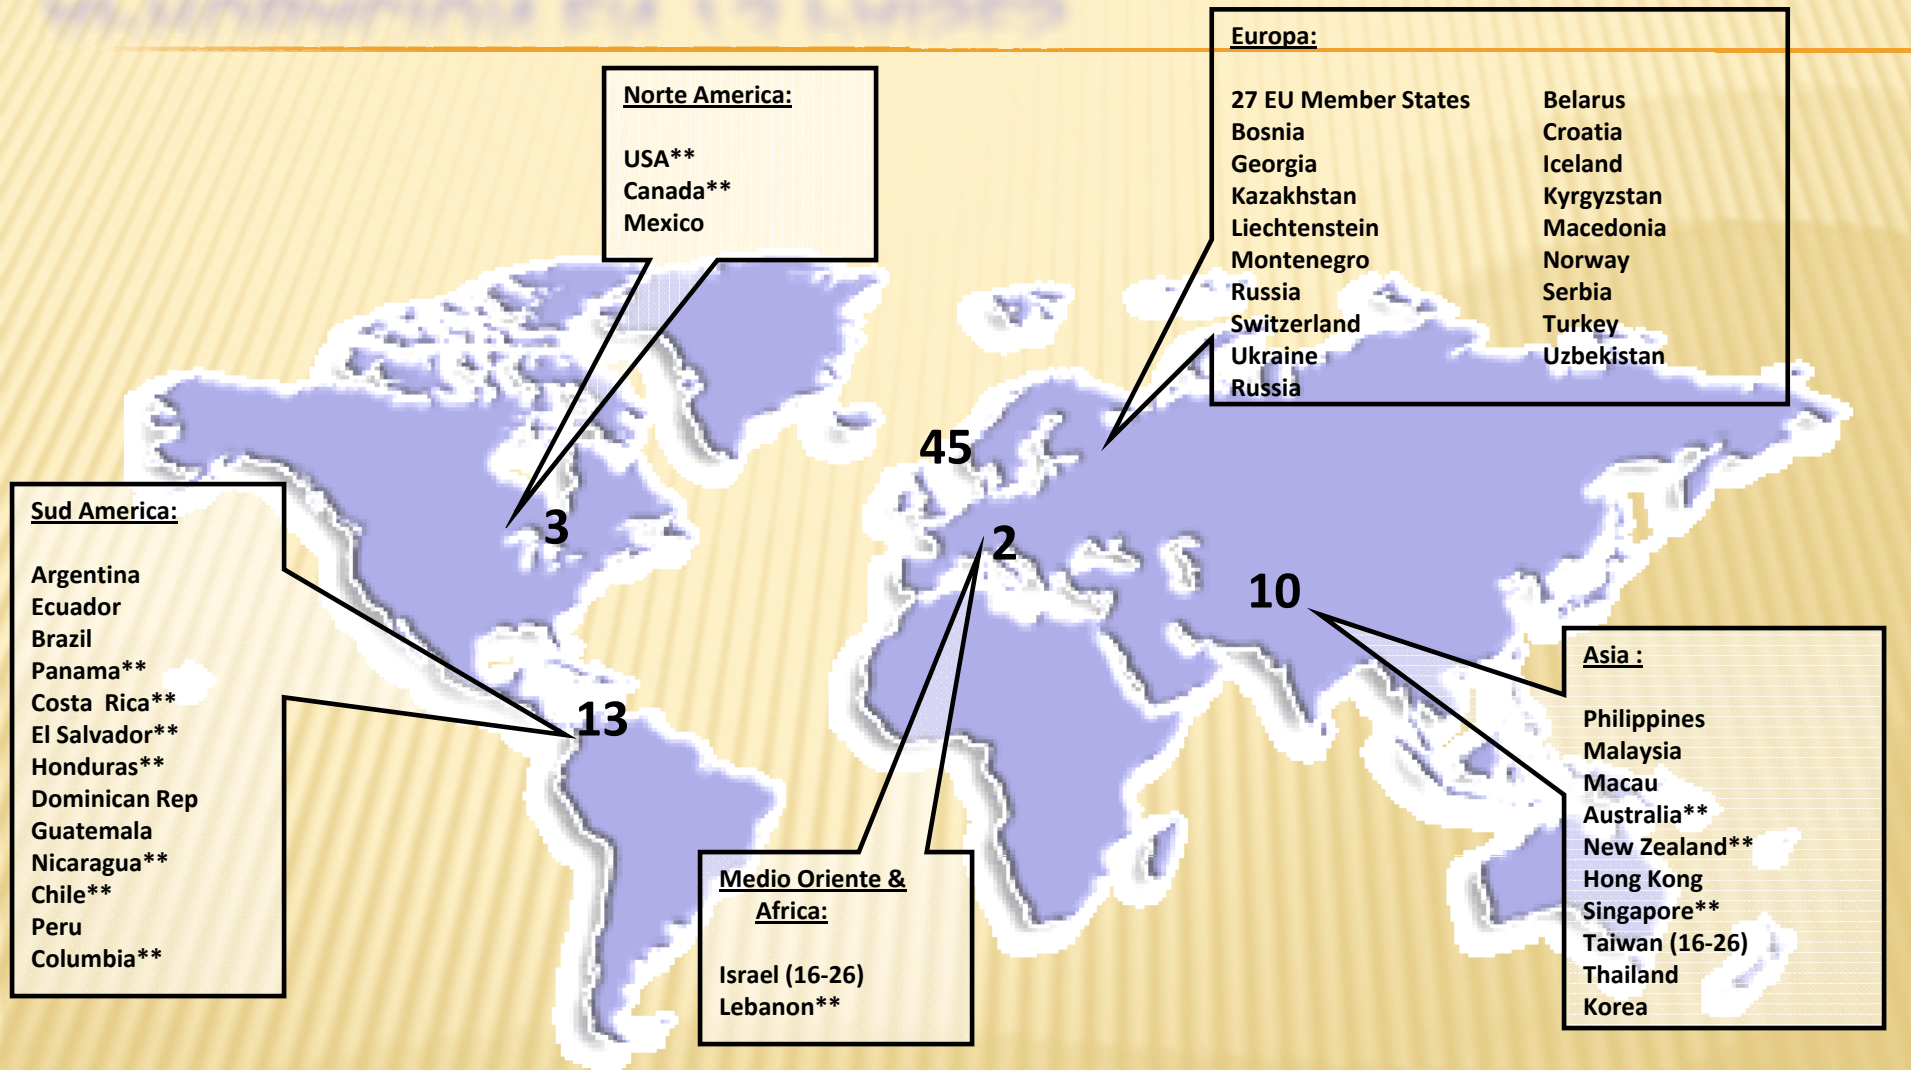 Norte America:
USA**
Canada**
Mexico
Europa:
27 EU Member States
Bosnia
Georgia
Kazakhstan
Liechtenstein
Montenegro
Russia
Switzerland
Ukraine
Russia
Belarus
Croatia
Iceland
Kyrgyzstan
Macedonia
Norway
Serbia
Turkey
Uzbekistan
45
3
2
10
13
Sud America:
Argentina
Ecuador
Brazil
Panama**
Costa Rica**
El Salvador**
Honduras**
Dominican Rep
Guatemala
Nicaragua**
Chile**
Peru
Columbia**
Medio Oriente &
Africa:
Israel (16-26)
Lebanon**
Asia :
Philippines
Malaysia
Macau
Australia**
New Zealand**
Hong Kong
Singapore**
Taiwan (16-26)
Thailand
Korea